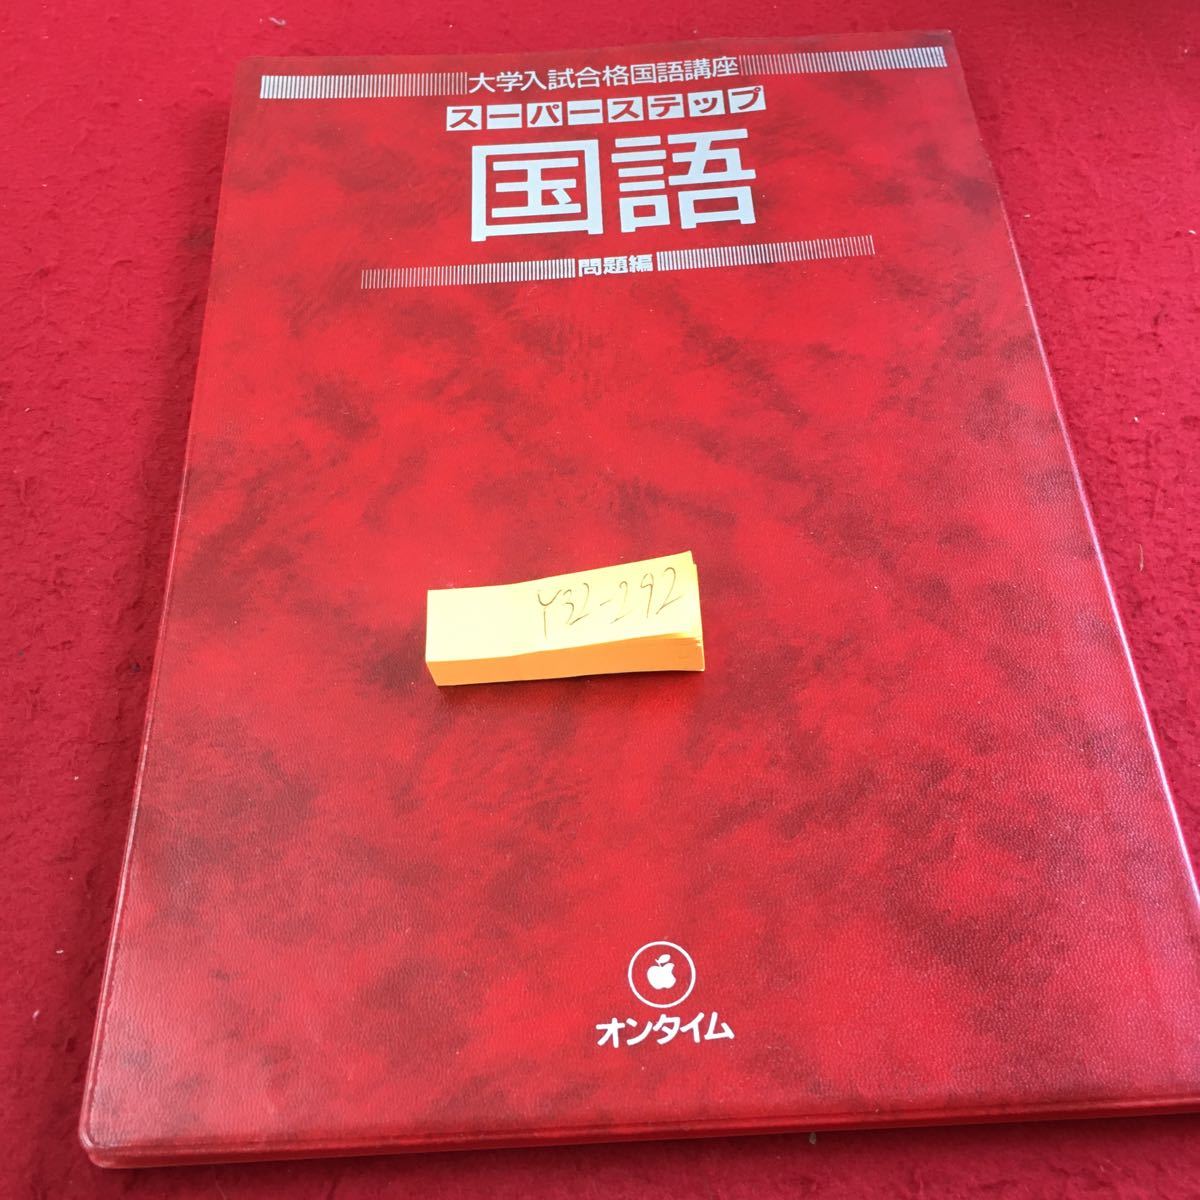 大学入試合格国語講座
スーパーステップ
国語
問題編
Y32-292
オンタイム